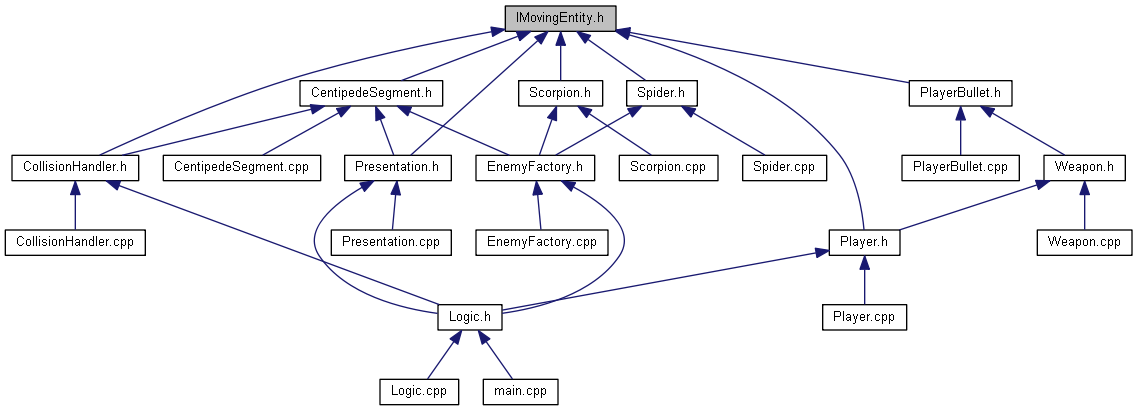 IMovingEntity.h
CentipedeSegment.h
Scorpion.h
Spider.h
PlayerBullet.h
CollisionHandler.h
CentipedeSegment.cpp
Presentation.h
EnemyFactory.h
Scorpion.cpp
Spider.cpp
PlayerBullet.cpp
Weapon.h
CollisionHandler.cpp
Presentation.cpp
EnemyFactory.cpp
Player.h
Weapon.cpp
Logic.h
Player.cpp
Logic.cpp
main.cpp